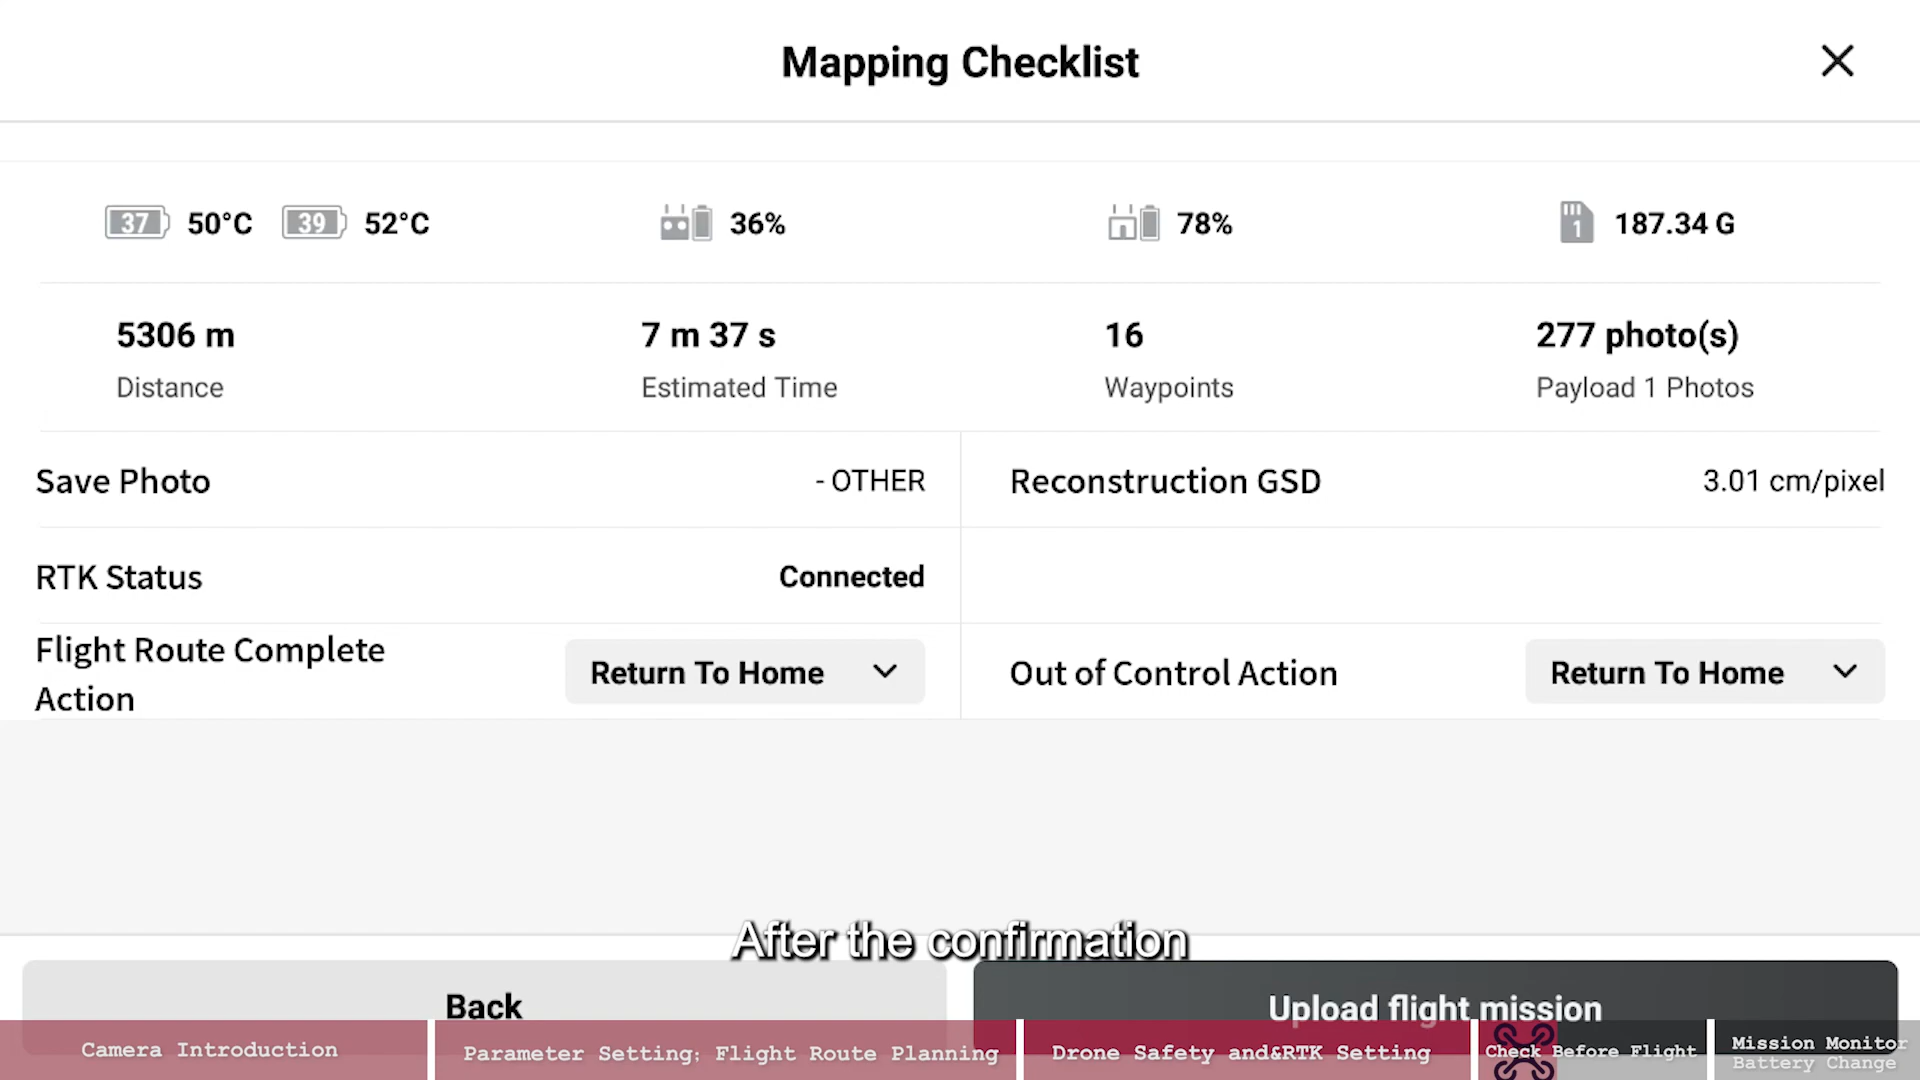 Mapping Checklist
37 50°C 39 52°C 36% 78% 1 187.34 G
5306 m 7 m 37 s 16 277 photo(s)
Distance Estimated Time Waypoints Payload 1 Photos
Save Photo - OTHER Reconstruction GSD 3.01 cm/pixel
RTK Status Connected
Flight Route Complete
Action Return To Home Out of Control Action Return To Home
After the confirmation
Back Upload flight mission
Camera Introduction Parameter Setting; Flight Route Planning Drone Safety and&RTK Setting Check Before Flight Mission Monitor
Battery Change